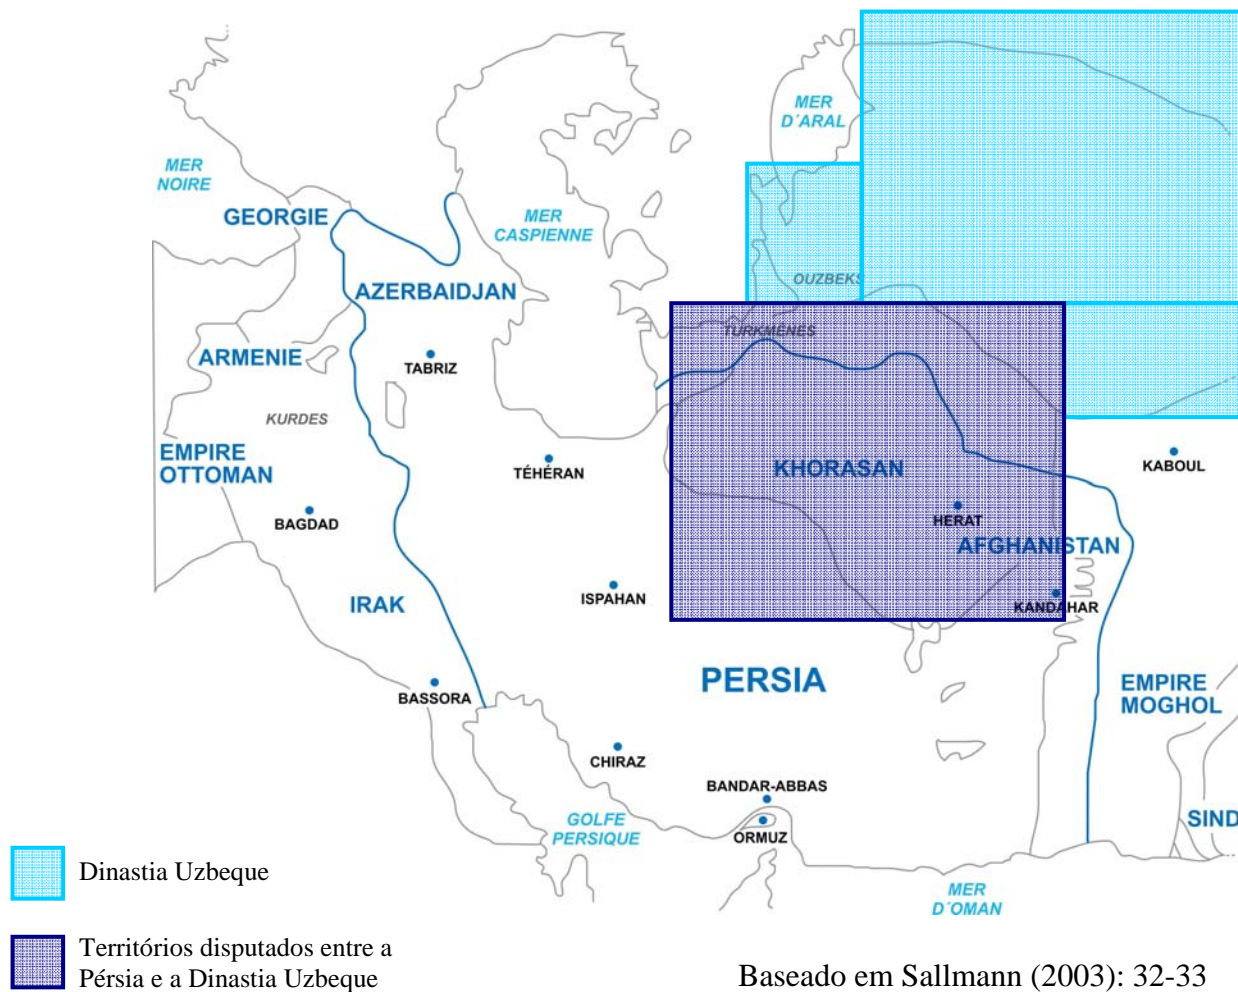 MER
D´ARAL
MER
NOIRE
GEORGIE
MER
CASPIENNE
OUZBEKS
AZERBAIDJAN
TURKMÈNES
ARMENIE
TABRIZ
KURDES
EMPIRE
OTTOMAN
TÉHÉRAN
KHORASAN
KABOUL
BAGDAD
HERAT
AFGHANISTAN
IRAK
ISPAHAN
KANDAHAR
PERSIA
BASSORA
EMPIRE
MOGHOL
CHIRAZ
BANDAR-ABBAS
GOLFE
PERSIQUE
ORMUZ
SIND
MER
D´OMAN
Dinastia Uzbeque
Territórios disputados entre a
Pérsia e a Dinastia Uzbeque
Baseado em Sallmann (2003): 32-33